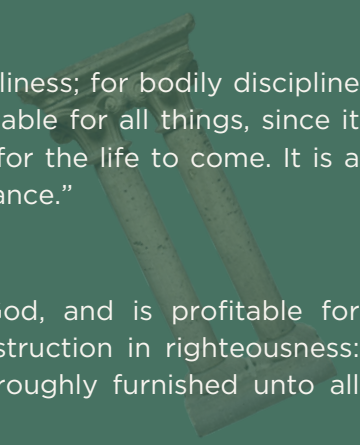 liness; for bodily discipline
able for all things, since it
for the life to come. It is a
ance.”
God, and is profitable for
struction in righteousness:
roughly furnished unto all